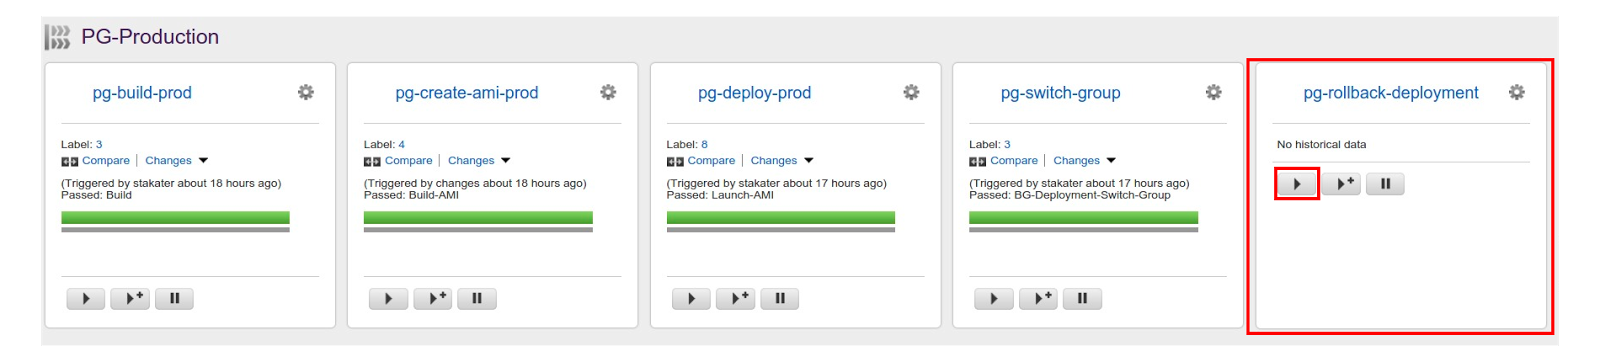 PG-Production
pg-build-prod
Label: 3
Compare | Changes
(Triggered by stakater about 18 hours ago)
Passed: Build
pg-create-ami-prod
Label: 4
Compare | Changes
(Triggered by changes about 18 hours ago)
Passed: Build-AMI
pg-deploy-prod
Label: 8
Compare | Changes
(Triggered by stakater about 17 hours ago)
Passed: Launch-AMI
pg-switch-group
Label: 3
Compare | Changes
(Triggered by stakater about 17 hours ago)
Passed: BG-Deployment-Switch-Group
pg-rollback-deployment
No historical data